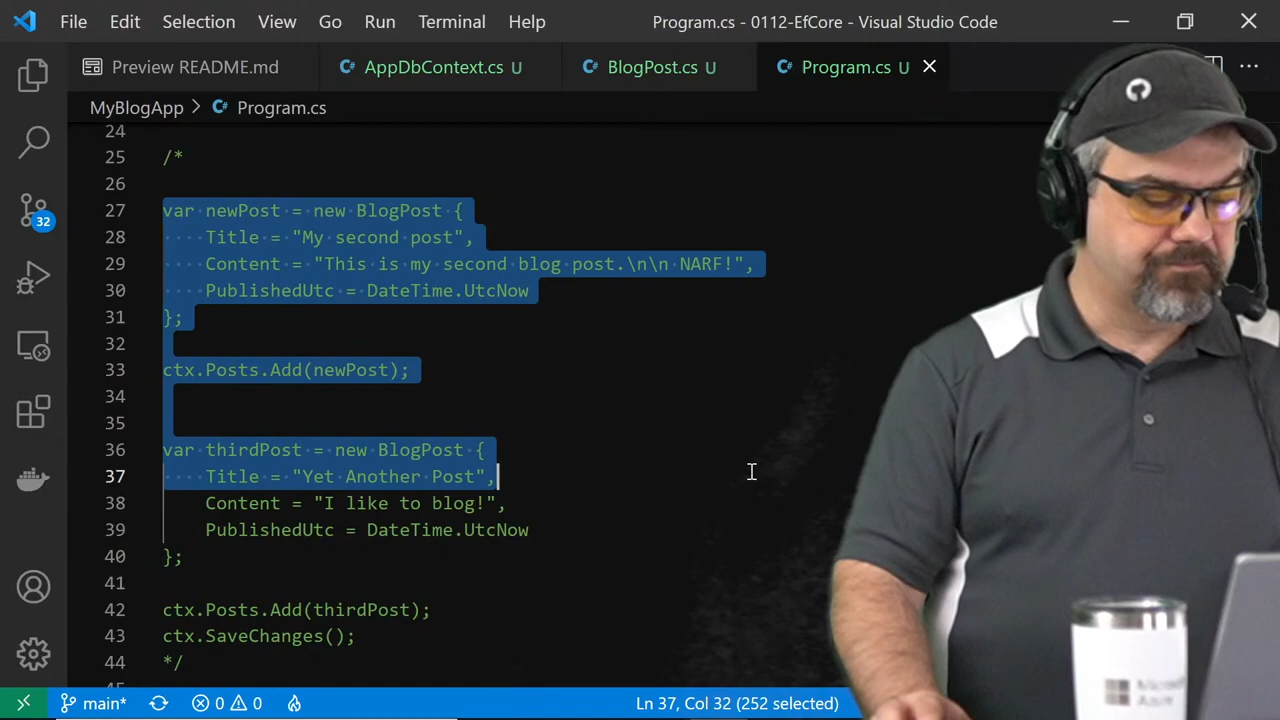 File Edit Selection View Go Run Terminal Help Program.cs - 0112-EfCore - Visual Studio Code
Preview README.md AppDbContext.cs U BlogPost.cs U Program.cs U
MyBlogApp > Program.cs
24
25 /*
26
27 var newPost = new BlogPost {
28 Title = "My second post",
29 Content = "This is my second blog post.\n\n NARF!",
30 PublishedUtc = DateTime.UtcNow
31 };
32
33 ctx.Posts.Add(newPost);
34
35
36 var thirdPost = new BlogPost {
37 Title = "Yet Another Post",
38 Content = "I like to blog!",
39 PublishedUtc = DateTime.UtcNow
40 };
41
42 ctx.Posts.Add(thirdPost);
43 ctx.SaveChanges();
44 */
32
Microsoft
Azure
main* 0 0 Ln 37, Col 32 (252 selected)